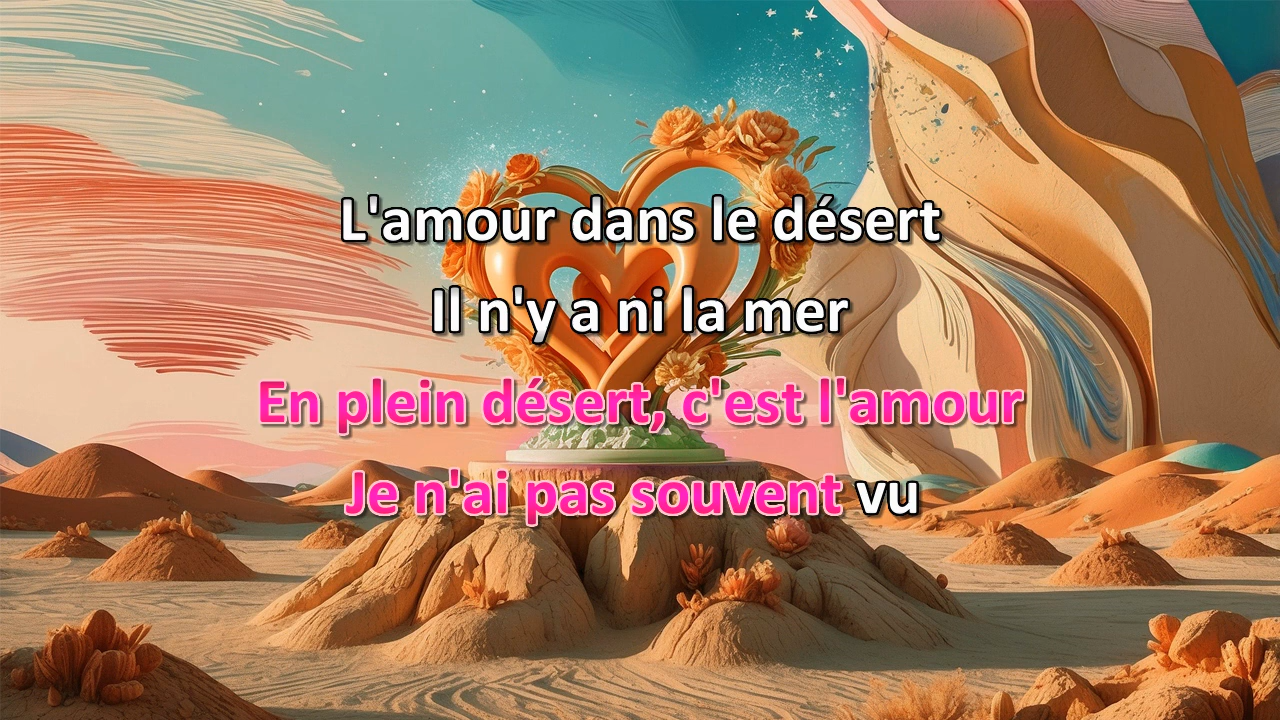 L'amour dans le désert
Il n'y a ni la mer
En plein désert, c'est l'amour
Je n'ai pas souvent vu